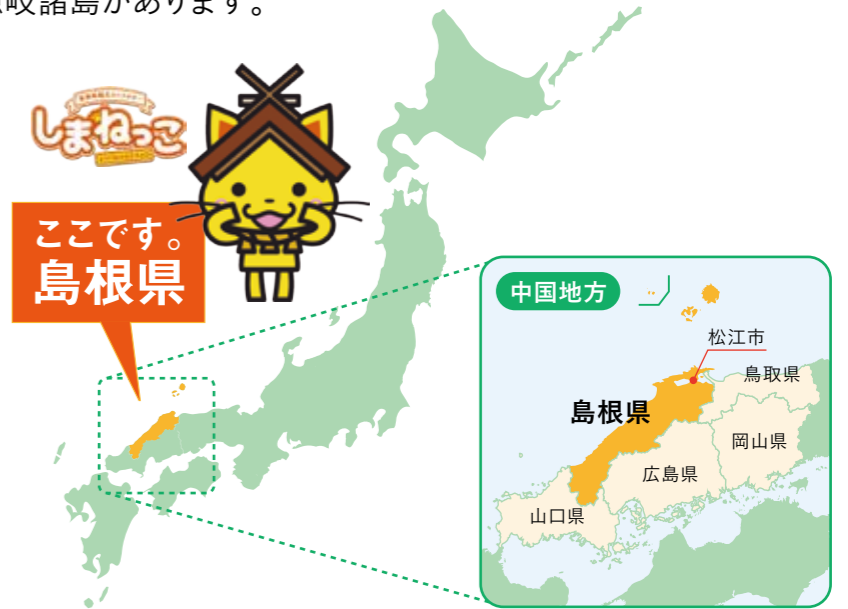 岐諸島があります。
しまねっこ
ここです。
島根県
中国地方
松江市
鳥取県
島根県
岡山県
広島県
山口県